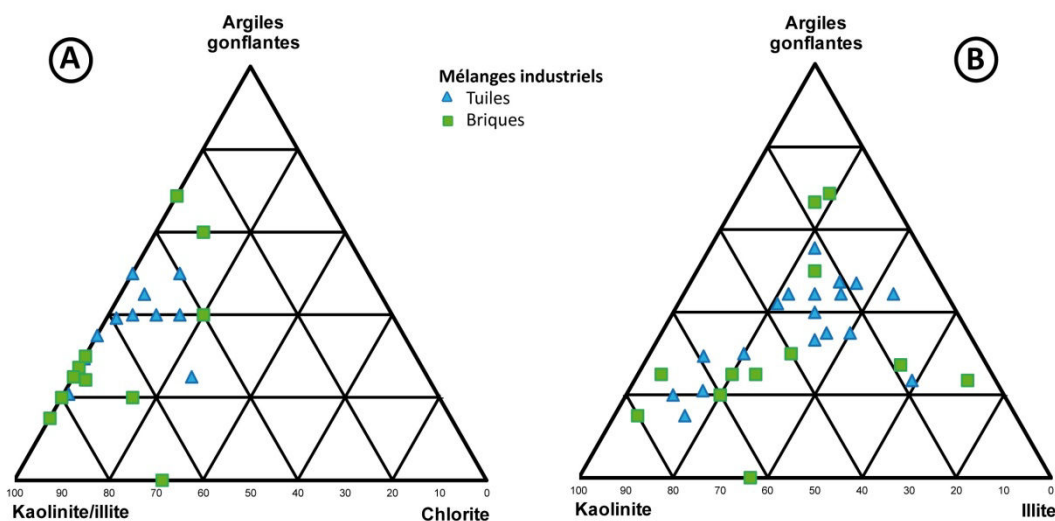 A
Argiles
gonflantes
Mélanges industriels
Tuiles
Briques
100 90 80 70 60 50 40 30 20 10 0
Kaolinite/illite Chlorite
Argiles
gonflantes
B
100 90 80 70 60 50 40 30 20 10 0
Kaolinite Illite